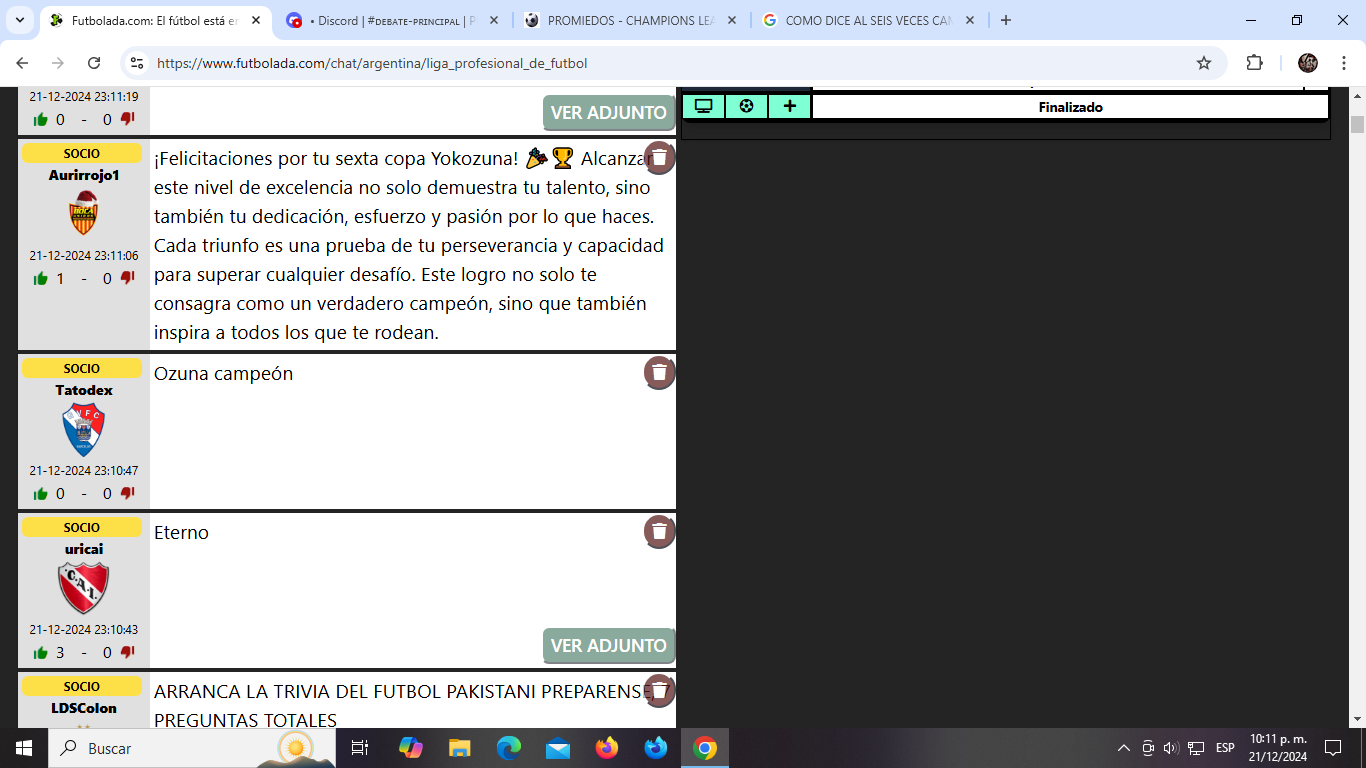 Futbolada.com: El fútbol está en
• Discord | #ᴅᴇʙᴀᴛᴇ-ᴘʀɪɴᴄɪᴘᴀʟ | P
PROMIEDOS - CHAMPIONS LEA
COMO DICE AL SEIS VECES CAM
https://www.futbolada.com/chat/argentina/liga_profesional_de_futbol
21-12-2024 23:11:19
0 - 0
VER ADJUNTO
Finalizado
SOCIO
Aurirrojo1
21-12-2024 23:11:06
1 - 0
¡Felicitaciones por tu sexta copa Yokozuna! 🎉🏆 Alcanzar
este nivel de excelencia no solo demuestra tu talento, sino
también tu dedicación, esfuerzo y pasión por lo que haces.
Cada triunfo es una prueba de tu perseverancia y capacidad
para superar cualquier desafío. Este logro no solo te
consagra como un verdadero campeón, sino que también
inspira a todos los que te rodean.
SOCIO
Tatodex
21-12-2024 23:10:47
0 - 0
Ozuna campeón
SOCIO
uricai
C.A.I.
21-12-2024 23:10:43
3 - 0
Eterno
VER ADJUNTO
SOCIO
LDSColon
ARRANCA LA TRIVIA DEL FUTBOL PAKISTANI PREPARENSE, 7
PREGUNTAS TOTALES
Buscar
ESP
10:11 p. m.
21/12/2024